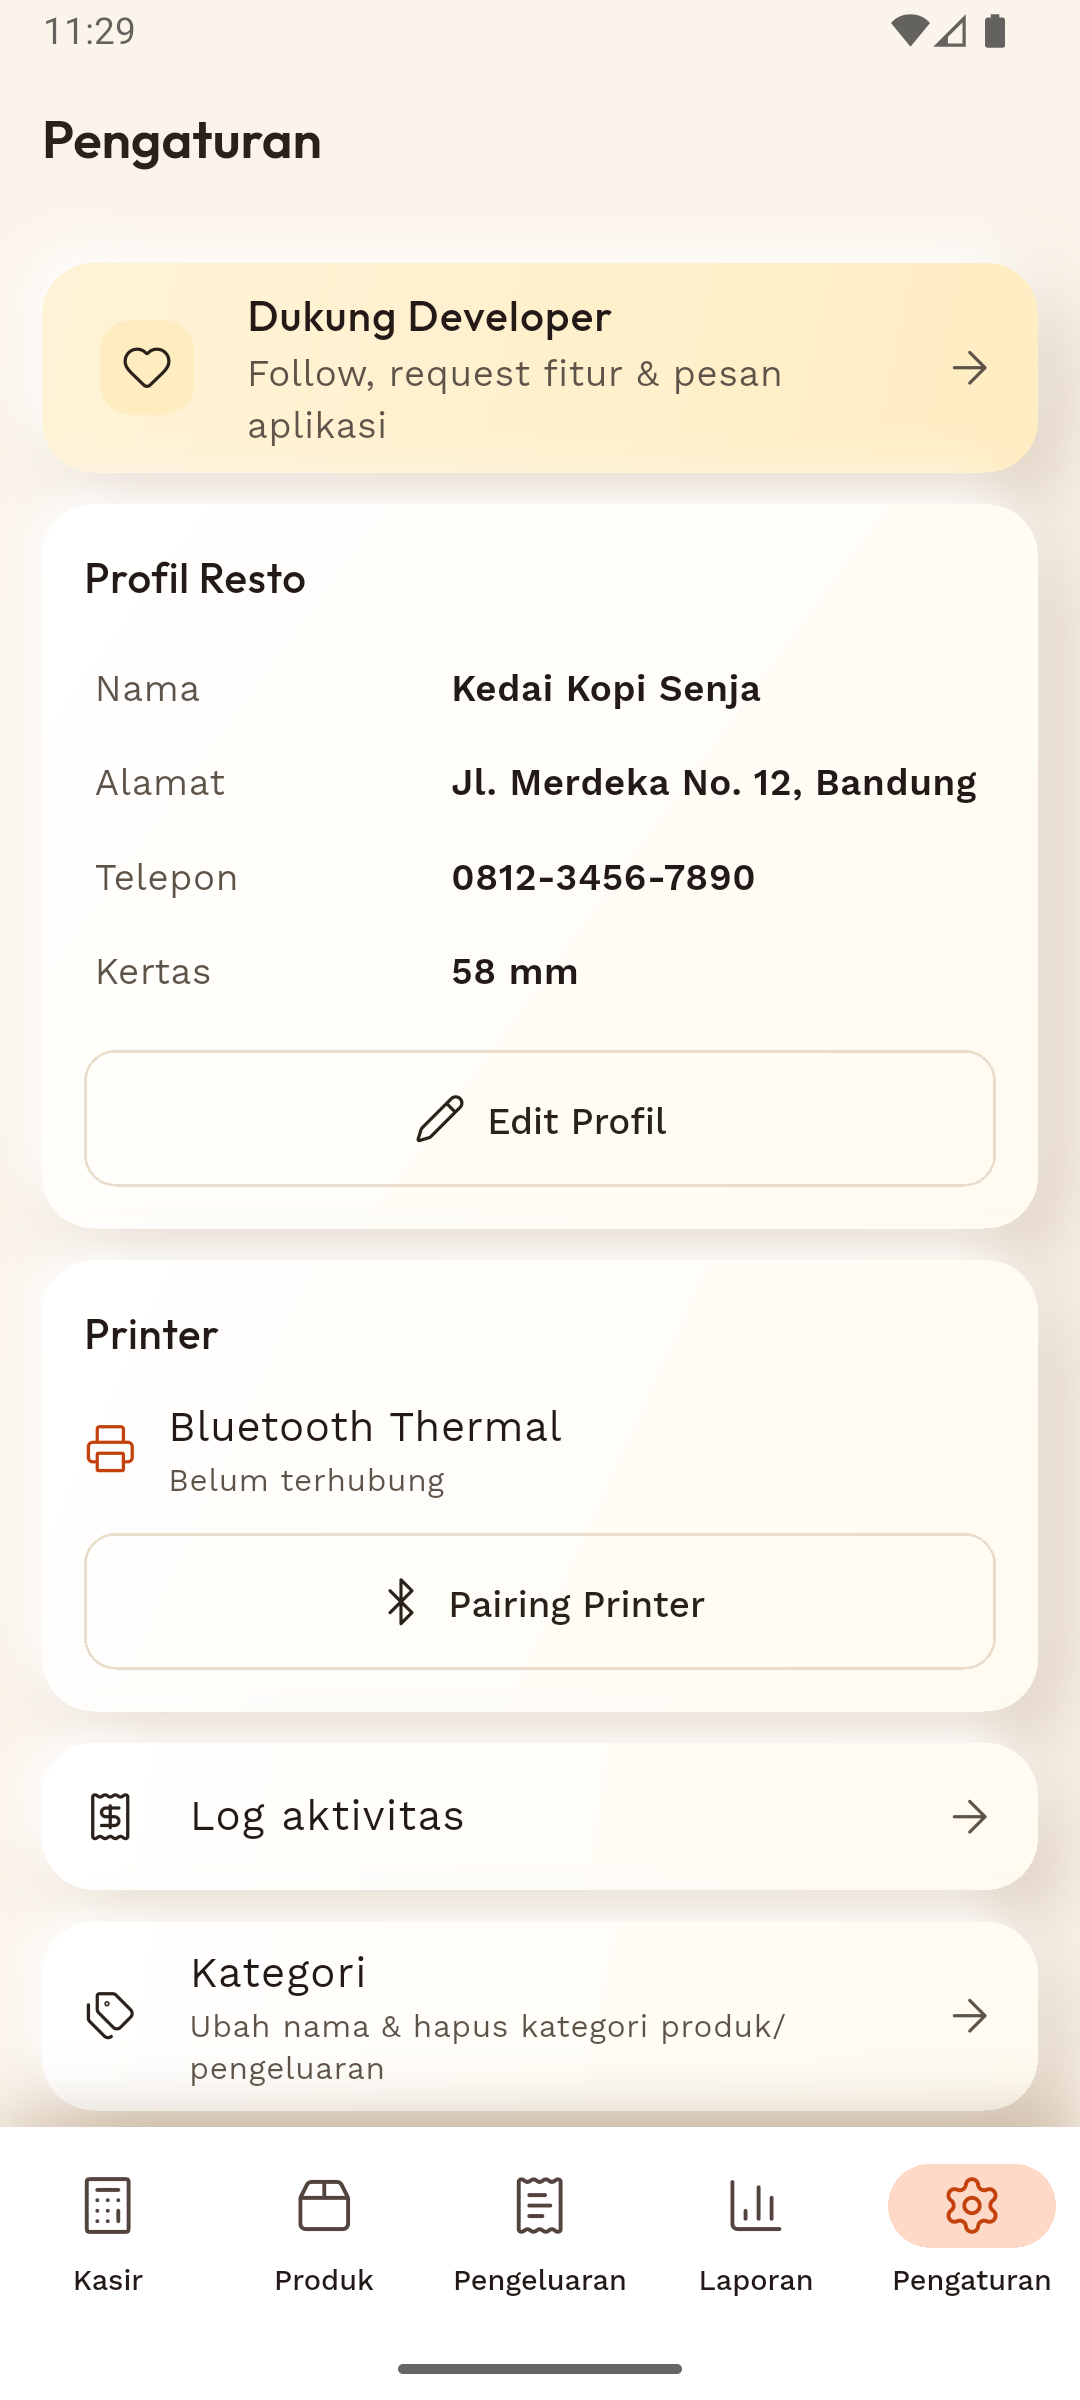 11:29
Pengaturan
Dukung Developer
Follow, request fitur & pesan
aplikasi
Profil Resto
Nama Kedai Kopi Senja
Alamat Jl. Merdeka No. 12, Bandung
Telepon 0812-3456-7890
Kertas 58 mm
Edit Profil
Printer
Bluetooth Thermal
Belum terhubung
Pairing Printer
Log aktivitas
Kategori
Ubah nama & hapus kategori produk/
pengeluaran
Kasir Produk Pengeluaran Laporan Pengaturan